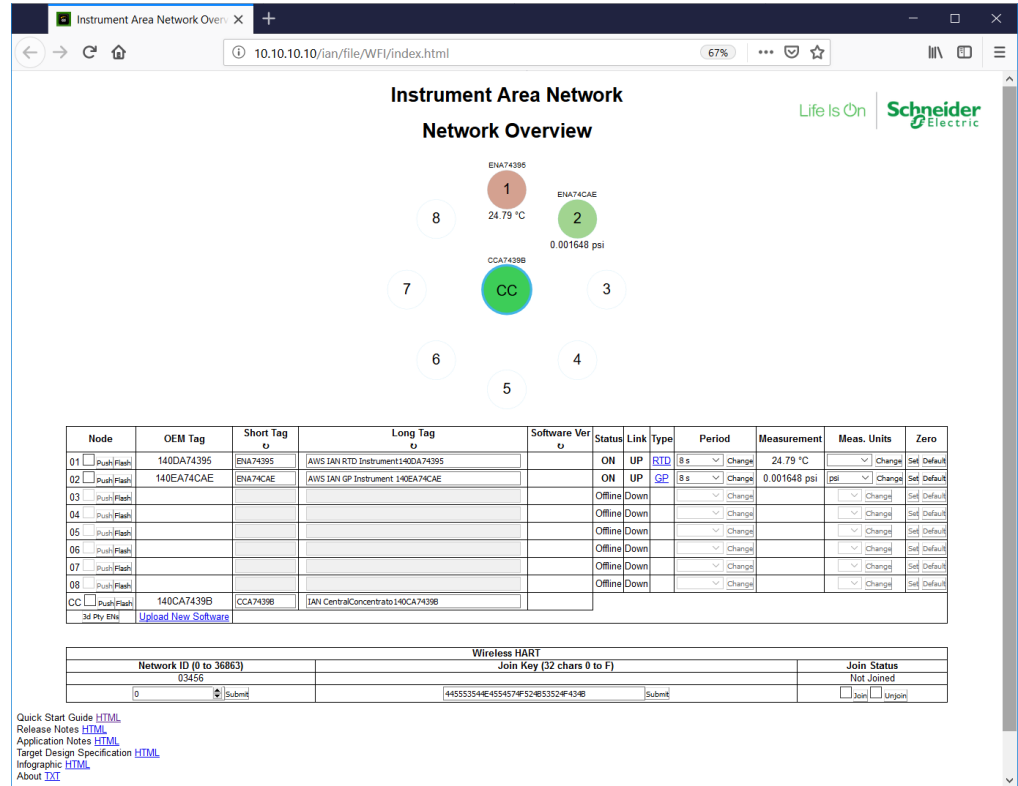 Instrument Area Network Overv
10.10.10.10/ian/file/WFI/index.html
67%
Instrument Area Network
Network Overview
Life Is On
Schneider
Electric
ENA74395
1
24.79 °C
ENA74CAE
2
0.001648 psi
8
CCA7439B
CC
7
3
6
4
5
Node OEM Tag Short Tag Long Tag Software Ver Status Link Type Period Measurement Meas. Units Zero
01 Push Flash 140DA74395 ENA74395 AWS IAN RTD Instrument140DA74395 ON UP RTD 8 s Change 24.79 °C Change Set Default
02 Push Flash 140EA74CAE ENA74CAE AWS IAN GP Instrument 140EA74CAE ON UP GP 8 s Change 0.001648 psi psi Change Set Default
03 Push Flash Offline Down Change Change Set Default
04 Push Flash Offline Down Change Change Set Default
05 Push Flash Offline Down Change Change Set Default
06 Push Flash Offline Down Change Change Set Default
07 Push Flash Offline Down Change Change Set Default
08 Push Flash Offline Down Change Change Set Default
CC Push Flash 140CA7439B CCA7439B IAN CentralConcentrato140CA7439B
3d Pty ENs Upload New Software
Wireless HART
Network ID (0 to 36863) Join Key (32 chars 0 to F) Join Status
03456 Not Joined
0 Submit 445553544E4554574F524B53524F434B Submit Join Unjoin
Quick Start Guide HTML
Release Notes HTML
Application Notes HTML
Target Design Specification HTML
Infographic HTML
About TXT